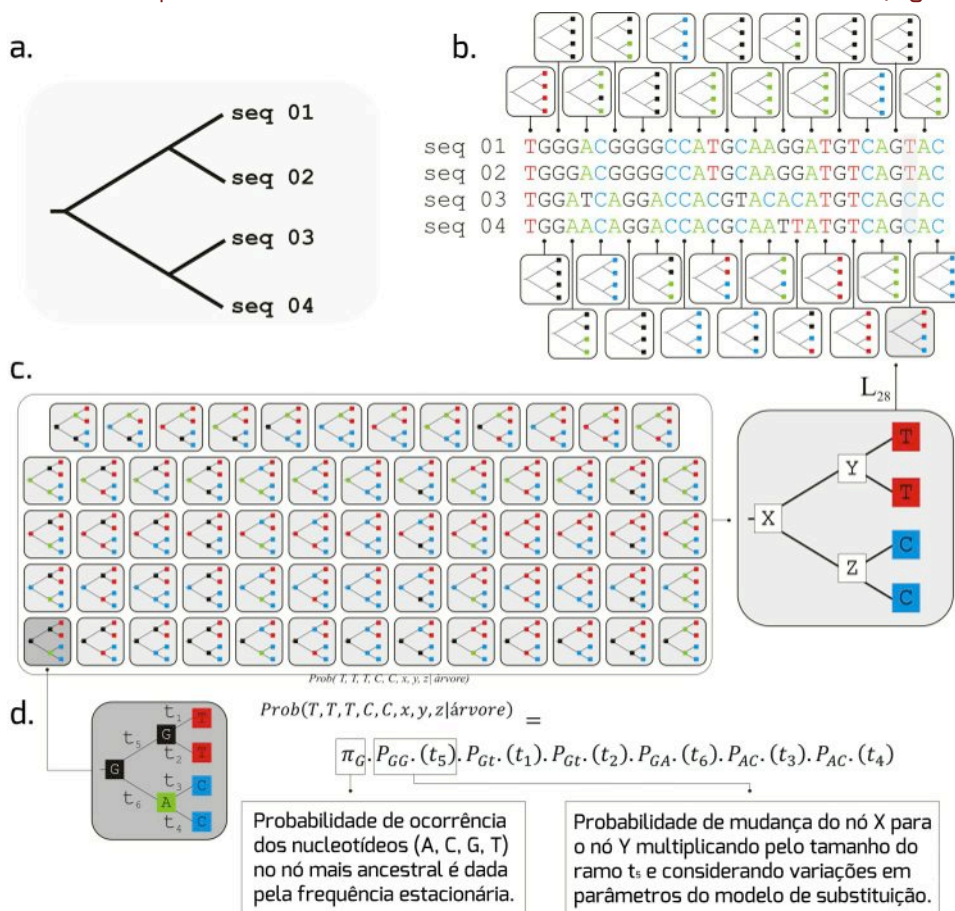 a.
seq 01
seq 02
seq 03
seq 04
b.
seq 01 TGGGACGGGGCCATGCAAGGATGTCAGTAC
seq 02 TGGGACGGGGCCATGCAAGGATGTCAGTAC
seq 03 TGGATCAGGACCACGTACACATGTCAGCAC
seq 04 TGGAACAGGACCACGCAATTATGTCAGCAC
L28
c.
X
Y
Z
T
T
C
C
Prob( T, T, T, C, C, x, y, z| árvore)
d.
t1
t5
t2
t6
t3
t4
G
G
A
T
T
C
C
Prob(T, T, T, C, C, x, y, z|árvore) =
πG. PGG. (t5). PGt. (t1). PGt. (t2). PGA. (t6). PAC. (t3). PAC. (t4)
Probabilidade de ocorrência
dos nucleotídeos (A, C, G, T)
no nó mais ancestral é dada
pela frequência estacionária.
Probabilidade de mudança do nó X para
o nó Y multiplicando pelo tamanho do
ramo t5 e considerando variações em
parâmetros do modelo de substituição.